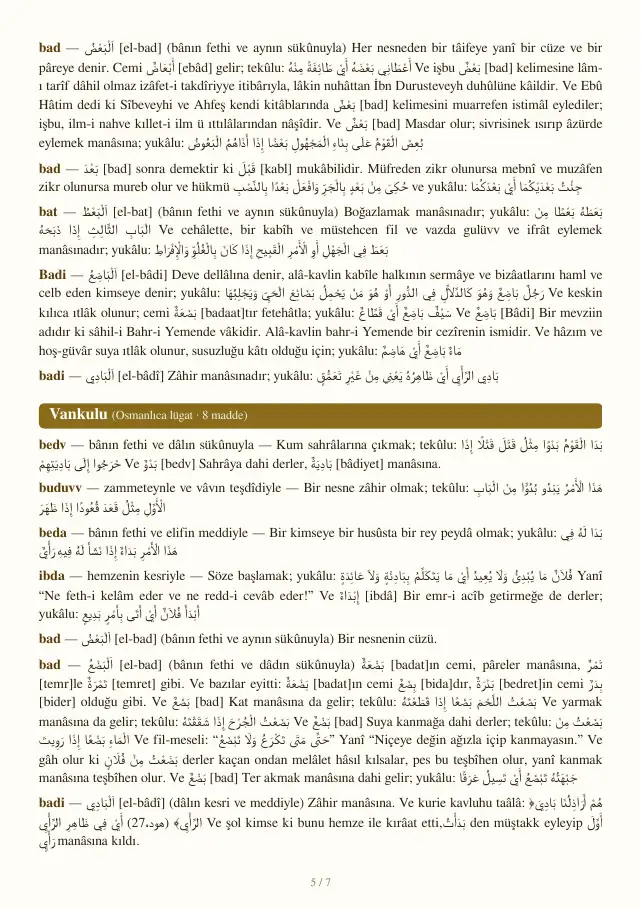 bad — اَلْبَعْضُ [el-bad] (bânın fethi ve aynın sükûnuyla) Her nesneden bir tâifeye yanî bir cüze ve bir
pâreye denir. Cemi أَبْعَاضٌ [ebâd] gelir; tekûlu: أَعْطَانِي بَعْضَهُ أَيْ طَائِفَةً مِنْهُ Ve işbu بَعْضٌ [bad] kelimesine lâm-
ı tarîf dâhil olmaz izâfet-i takdîriyye itibârıyla, lâkin nuhâttan İbn Durusteveyh duhûlüne kâildir. Ve Ebû
Hâtim dedi ki Sîbeveyhi ve Ahfeş kendi kitâblarında بَعْضٌ [bad] kelimesini muarrefen istimâl eylediler;
işbu, ilm-i nahve kıllet-i ilm ü ıttılâlarından nâşîdir. Ve بَعْضٌ [bad] Masdar olur; sivrisinek ısırıp âzürde
eylemek manâsına; yukâlu: بُعِضَ الْقَوْمُ عَلَى بِنَاءِ الْمَجْهُولِ بَعْضًا إِذَا أَذَاهُمُ الْبَعُوضُ
bad — بَعْدَ [bad] sonra demektir ki قَبْلَ [kabl] mukâbilidir. Müfreden zikr olunursa mebnî ve muzâfen
zikr olunursa mureb olur ve hükmü حُكِيَ مِنْ بَعْدٍ بِالْجَرِّ وَافْعَلْ بَعْدًا بِالنَّصْبِ ve yukâlu: جِئْتُ بَعْدَيْكُمَا أَيْ بَعْدَكُمَا
bat — اَلْبَعْطُ [el-bat] (bânın fethi ve aynın sükûnuyla) Boğazlamak manâsınadır; yukâlu: بَعَطَهُ بَعْطًا مِن
الْبَابِ الثَّالِثِ إِذَا ذَبَحَهُ Ve cehâlette, bir kabîh ve müstehcen fiil ve vazda gulüvv ve ifrât eylemek
manâsınadır; yukâlu: بَعَطَ فِي الْجَهْلِ أَوِ الْأَمْرِ الْقَبِيحِ إِذَا كَانَ بِالْغُلُوِّ وَالْإِفْرَاطِ
Badi — اَلْبَاضِعُ [el-bâdi] Deve dellâlına denir, alâ-kavlin kabîle halkının sermâye ve bizâatlarını haml ve
celb eden kimseye denir; yukâlu: رَجُلٌ بَاضِعٌ وَهُوَ كَالدَّلَّالِ فِي الدُّورِ أَوْ هُوَ مَنْ يَحْمِلُ بَضَائِعَ الْحَيِّ وَيَجْلِبُهَا Ve keskin
kılıca ıtlâk olunur; cemi بَضَعَةٌ [badaat]tır fetehâtla; yukâlu: سَيْفٌ بَاضِعٌ أَيْ قَطَّاعٌ Ve بَاضِعٌ [Bâdi] Bir mevziin
adıdır ki sâhil-i Bahr-i Yemende vâkidir. Alâ-kavlin bahr-i Yemende bir cezîrenin ismidir. Ve hâzım ve
hoş-güvâr suya ıtlâk olunur, susuzluğu kâtı olduğu için; yukâlu: مَاءٌ بَاضِعٌ أَيْ هَاضِمٌ
badi — اَلْبَادِي [el-bâdî] Zâhir manâsınadır; yukâlu: بَادِي الرَّأْيِ أَيْ ظَاهِرُهُ يَعْنِي مِنْ غَيْرِ تَعَمُّقٍ
Vankulu (Osmanlıca lügat · 8 madde)
bedv — bânın fethi ve dâlın sükûnuyla — Kum sahrâlarına çıkmak; tekûlu: بَدَا الْقَوْمُ بَدْوًا مِثْلُ قَتَلَ قَتْلًا إِذَا
خَرَجُوا إِلَى بَادِيَتِهِمْ Ve بَدْوٌ [bedv] Sahrâya dahi derler, بَادِيَةٌ [bâdiyet] manâsına.
buduvv — zammeteynle ve vâvın teşdîdiyle — Bir nesne zâhir olmak; tekûlu: هَذَا الْأَمْرُ يَبْدُو بُدُوًّا مِنَ الْبَابِ
الْأَوَّلِ مِثْلُ قَعَدَ قُعُودًا إِذَا ظَهَرَ
beda — bânın fethi ve elifin meddiyle — Bir kimseye bir husûsta bir rey peydâ olmak; yukâlu: بَدَا لَهُ فِي
هَذَا الْأَمْرِ بَدَاءٌ إِذَا نَشَأَ لَهُ فِيهِ رَأْيٌ
ibda — hemzenin kesriyle — Söze başlamak; yukâlu: فُلَانٌ مَا يُبْدِئُ وَلَا يُعِيدُ أَيْ مَا يَتَكَلَّمُ بِبَادِئَةٍ وَلَا عَائِدَةٍ Yanî
“Ne feth-i kelâm eder ve ne redd-i cevâb eder!” Ve إِبْدَاءٌ [ibdâ] Bir emr-i acîb getirmeğe de derler;
yukâlu: أَبْدَأَ فُلَانٌ أَيْ أَتَى بِأَمْرٍ بَدِيعٍ
bad — اَلْبَعْضُ [el-bad] (bânın fethi ve aynın sükûnuyla) Bir nesnenin cüzü.
bad — اَلْبَضْعُ [el-bad] (bânın fethi ve dâdın sükûnuyla) بَضْعَةٌ [badat]ın cemi, pâreler manâsına, تَمْرٌ
[temr]le تَمْرَةٌ [temret] gibi. Ve bazılar eyitti: بَضْعَةٌ [badat]ın cemi بِضَعٌ [bida]dır, بَدْرَةٌ [bedret]in cemi بِدَرٌ
[bider] olduğu gibi. Ve بَضْعٌ [bad] Kat manâsına da gelir; tekûlu: بَضَعْتُ اللَّحْمَ بَضْعًا إِذَا قَطَعْتَهُ Ve yarmak
manâsına da gelir; tekûlu: بَضَعْتُ الْجُرْحَ إِذَا شَقَقْتَهُ Ve بَضْعٌ [bad] Suya kanmağa dahi derler; tekûlu: بَضَعْتُ مِنَ
الْمَاءِ بَضْعًا إِذَا رَوِيتَ Ve fil-meseli: “حَتَّى مَتَى تَكْرَعُ وَلَا تَبْضَعُ” Yanî “Niçeye değin ağızla içip kanmayasın.” Ve
gâh olur ki بَضَعْتُ مِنْ فُلَانٍ derler kaçan ondan melâlet hâsıl kılsalar, pes bu teşbîhen olur, yanî kanmak
manâsına teşbîhen olur. Ve بَضْعٌ [bad] Ter akmak manâsına dahi gelir; yukâlu: جَبْهَتُهُ تَبْضَعُ أَيْ تَسِيلُ عَرَقًا
badi — اَلْبَادِي [el-bâdî] (dâlın kesri ve meddiyle) Zâhir manâsına. Ve kurie kavluhu taâlâ: ﴿هُمْ أَرَاذِلُنَا بَادِيَ
الرَّأْيِ﴾ (هود،27) أَيْ فِي ظَاهِرِ الرَّأْيِ Ve şol kimse ki bunu hemze ile kırâat etti, بَدَأْتُ den müştakk eyleyip أَوَّلَ
رَأْيٍ manâsına kıldı.
5 / 7